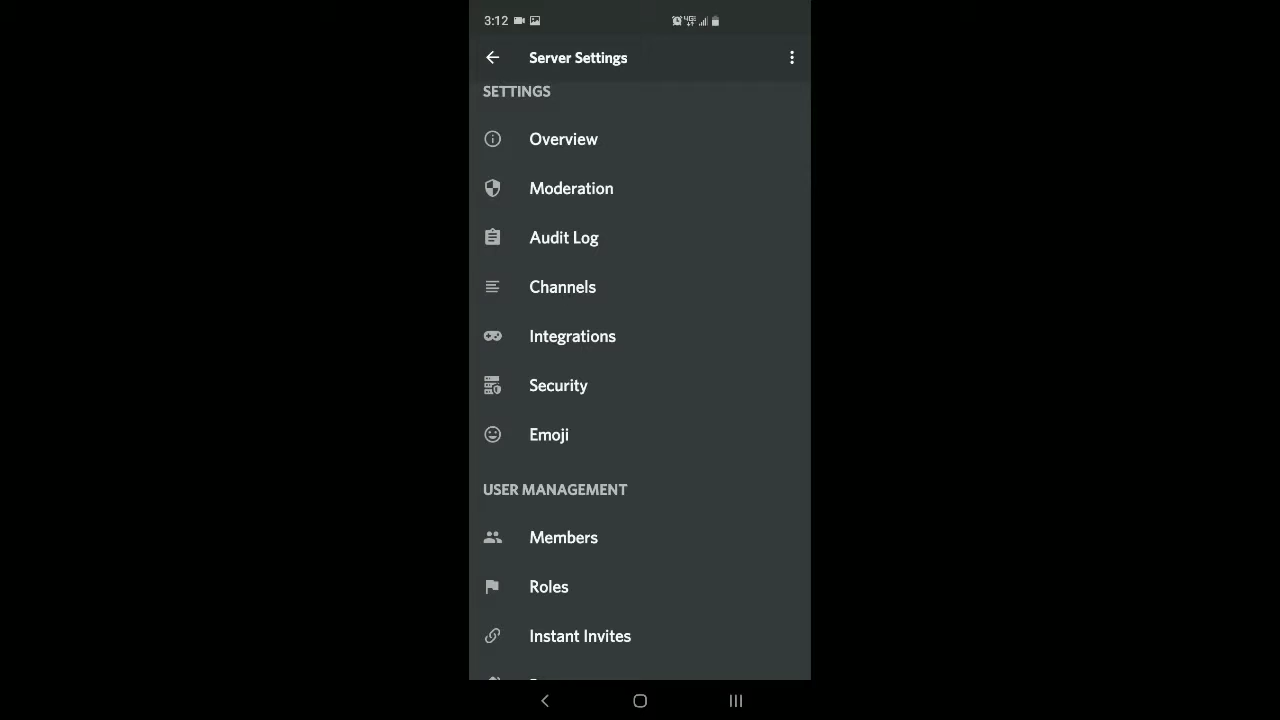 3:12
Server Settings
SETTINGS
Overview
Moderation
Audit Log
Channels
Integrations
Security
Emoji
USER MANAGEMENT
Members
Roles
Instant Invites